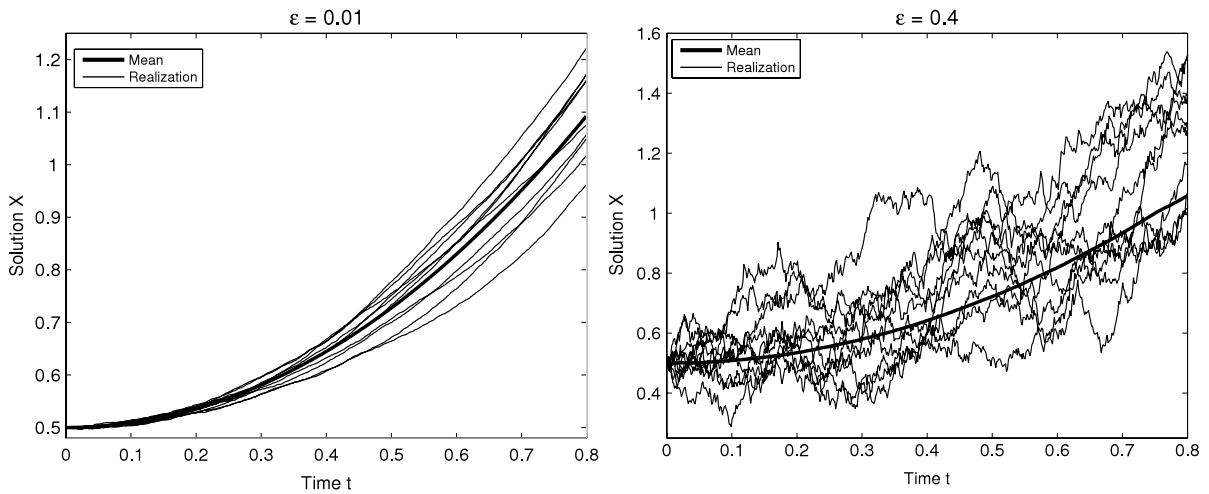 ε = 0.01
Mean
Realization
1.2
1.1
1
0.9
0.8
0.7
0.6
0.5
Solution X
0 0.1 0.2 0.3 0.4 0.5 0.6 0.7 0.8
Time t
ε = 0.4
Mean
Realization
1.6
1.4
1.2
1
0.8
0.6
0.4
Solution X
0 0.1 0.2 0.3 0.4 0.5 0.6 0.7 0.8
Time t